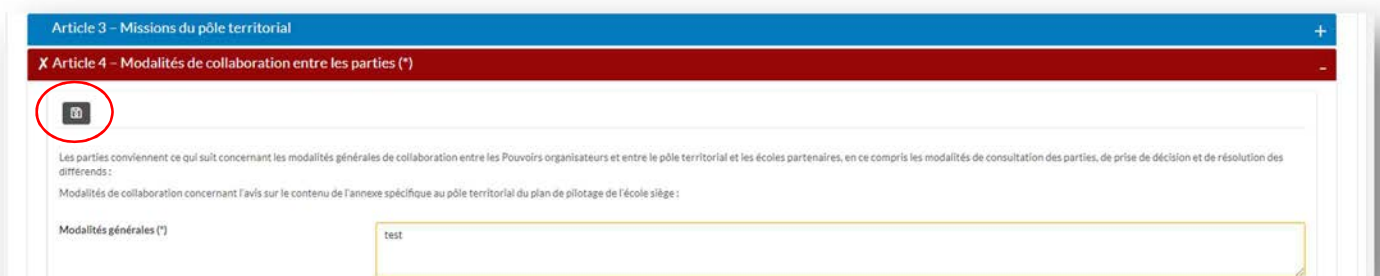 Article 3 – Missions du pôle territorial +
X Article 4 – Modalités de collaboration entre les parties (*) -
Les parties conviennent ce qui suit concernant les modalités générales de collaboration entre les Pouvoirs organisateurs et entre le pôle territorial et les écoles partenaires, en ce compris les modalités de consultation des parties, de prise de décision et de résolution des
différends :
Modalités de collaboration concernant l'avis sur le contenu de l'annexe spécifique au pôle territorial du plan de pilotage de l'école siège :
Modalités générales (*)
test